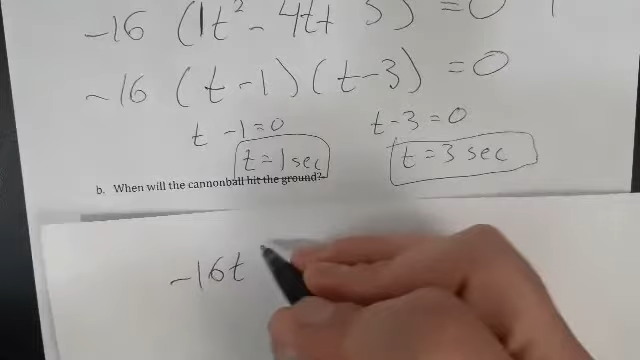 -16 (1t² - 4t + 3) = 0
-16 (t - 1) (t - 3) = 0
t - 1 = 0 t - 3 = 0
t = 1 sec t = 3 sec
b. When will the cannonball hit the ground?
-16t